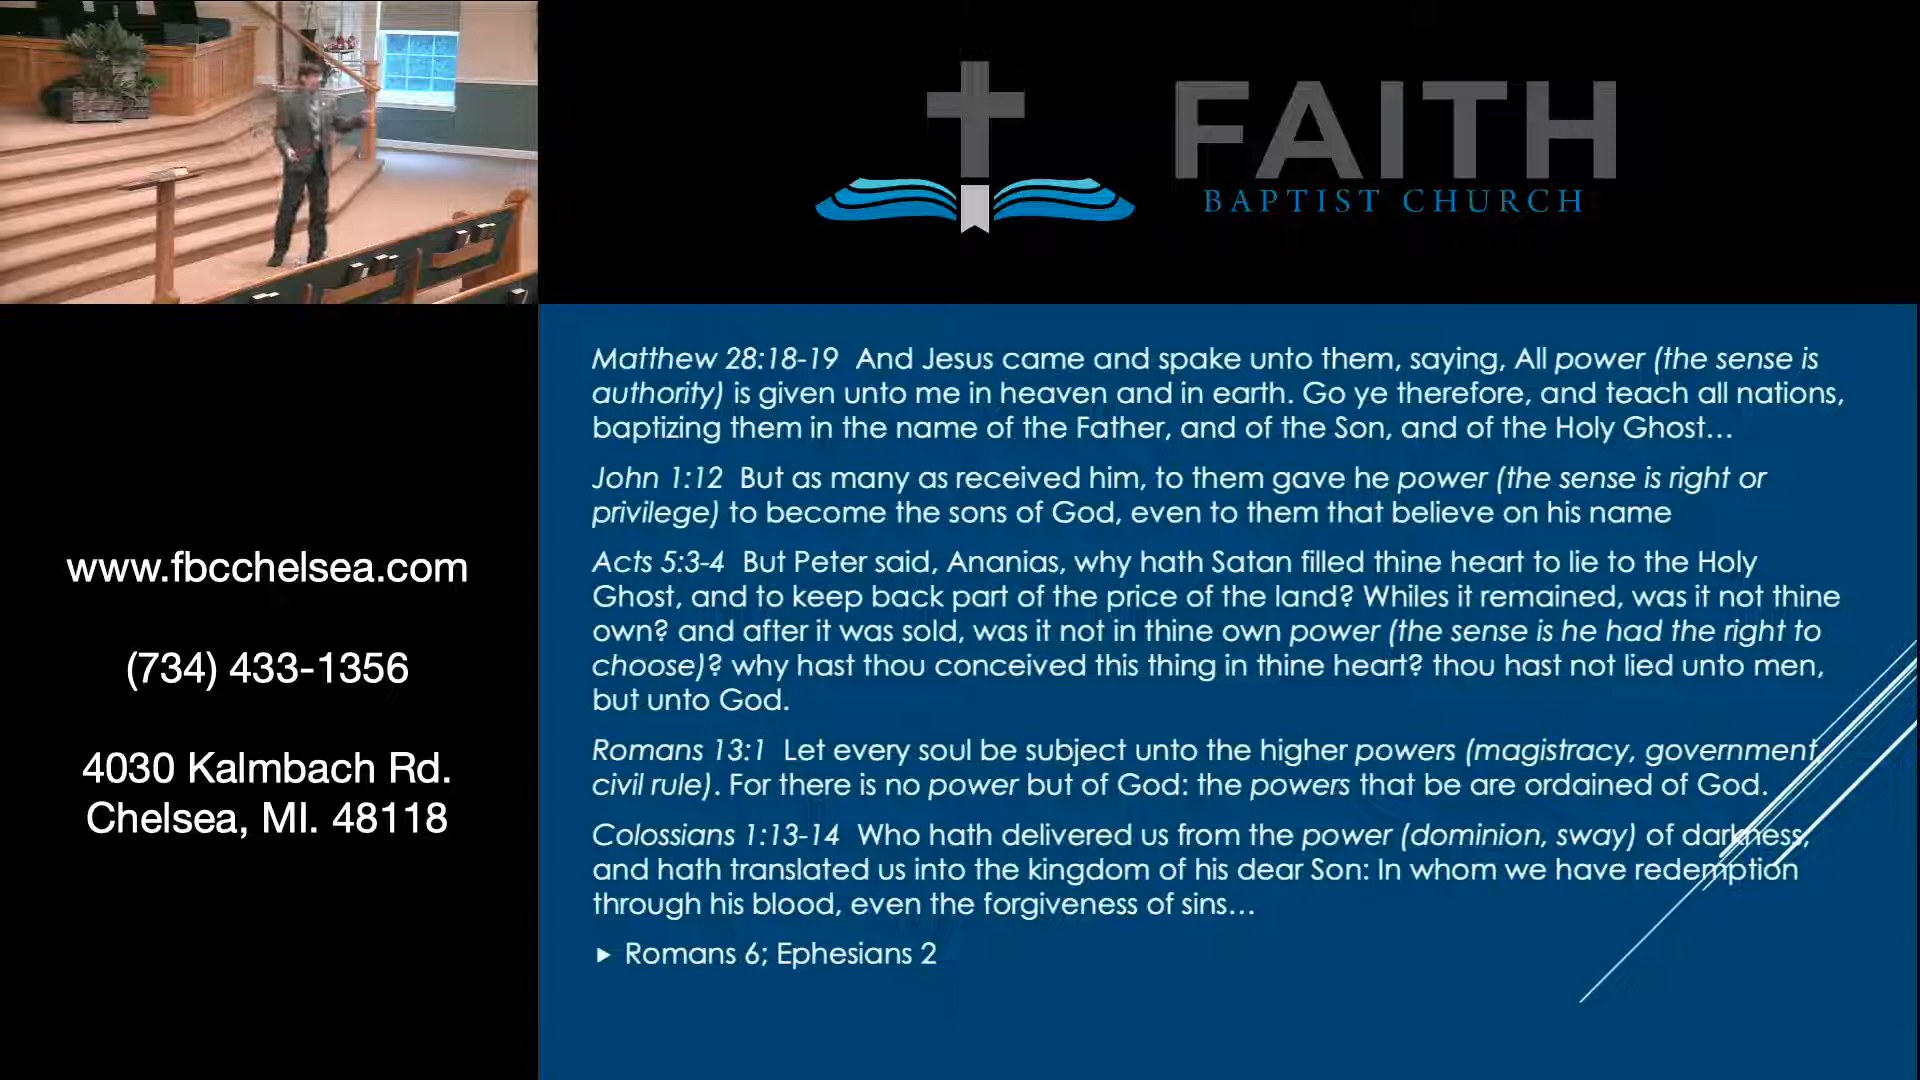 FAITH
BAPTIST CHURCH
Matthew 28:18-19 And Jesus came and spake unto them, saying, All power (the sense is
authority) is given unto me in heaven and in earth. Go ye therefore, and teach all nations,
baptizing them in the name of the Father, and of the Son, and of the Holy Ghost…
John 1:12 But as many as received him, to them gave he power (the sense is right or
privilege) to become the sons of God, even to them that believe on his name
Acts 5:3-4 But Peter said, Ananias, why hath Satan filled thine heart to lie to the Holy
Ghost, and to keep back part of the price of the land? Whiles it remained, was it not thine
own? and after it was sold, was it not in thine own power (the sense is he had the right to
choose)? why hast thou conceived this thing in thine heart? thou hast not lied unto men,
but unto God.
Romans 13:1 Let every soul be subject unto the higher powers (magistracy, government,
civil rule). For there is no power but of God: the powers that be are ordained of God.
Colossians 1:13-14 Who hath delivered us from the power (dominion, sway) of darkness,
and hath translated us into the kingdom of his dear Son: In whom we have redemption
through his blood, even the forgiveness of sins…
Romans 6; Ephesians 2
www.fbcchelsea.com
(734) 433-1356
4030 Kalmbach Rd.
Chelsea, MI. 48118